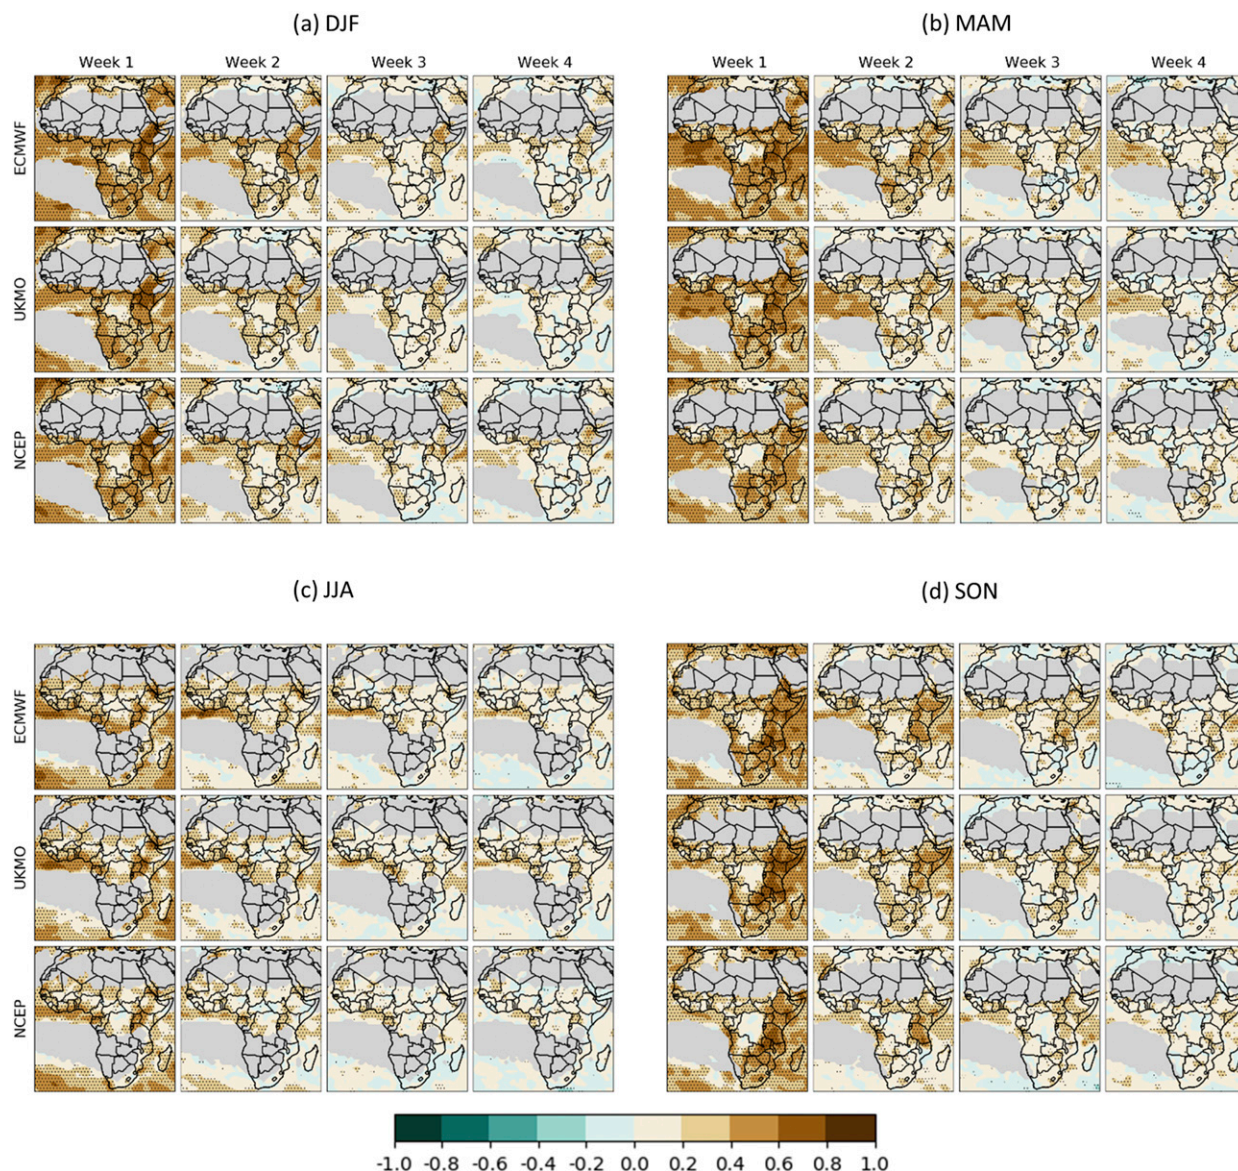 (a) DJF
(b) MAM
Week 1 Week 2 Week 3 Week 4
Week 1 Week 2 Week 3 Week 4
ECMWF
UKMO
NCEP
(c) JJA
(d) SON
ECMWF
UKMO
NCEP
-1.0 -0.8 -0.6 -0.4 -0.2 0.0 0.2 0.4 0.6 0.8 1.0